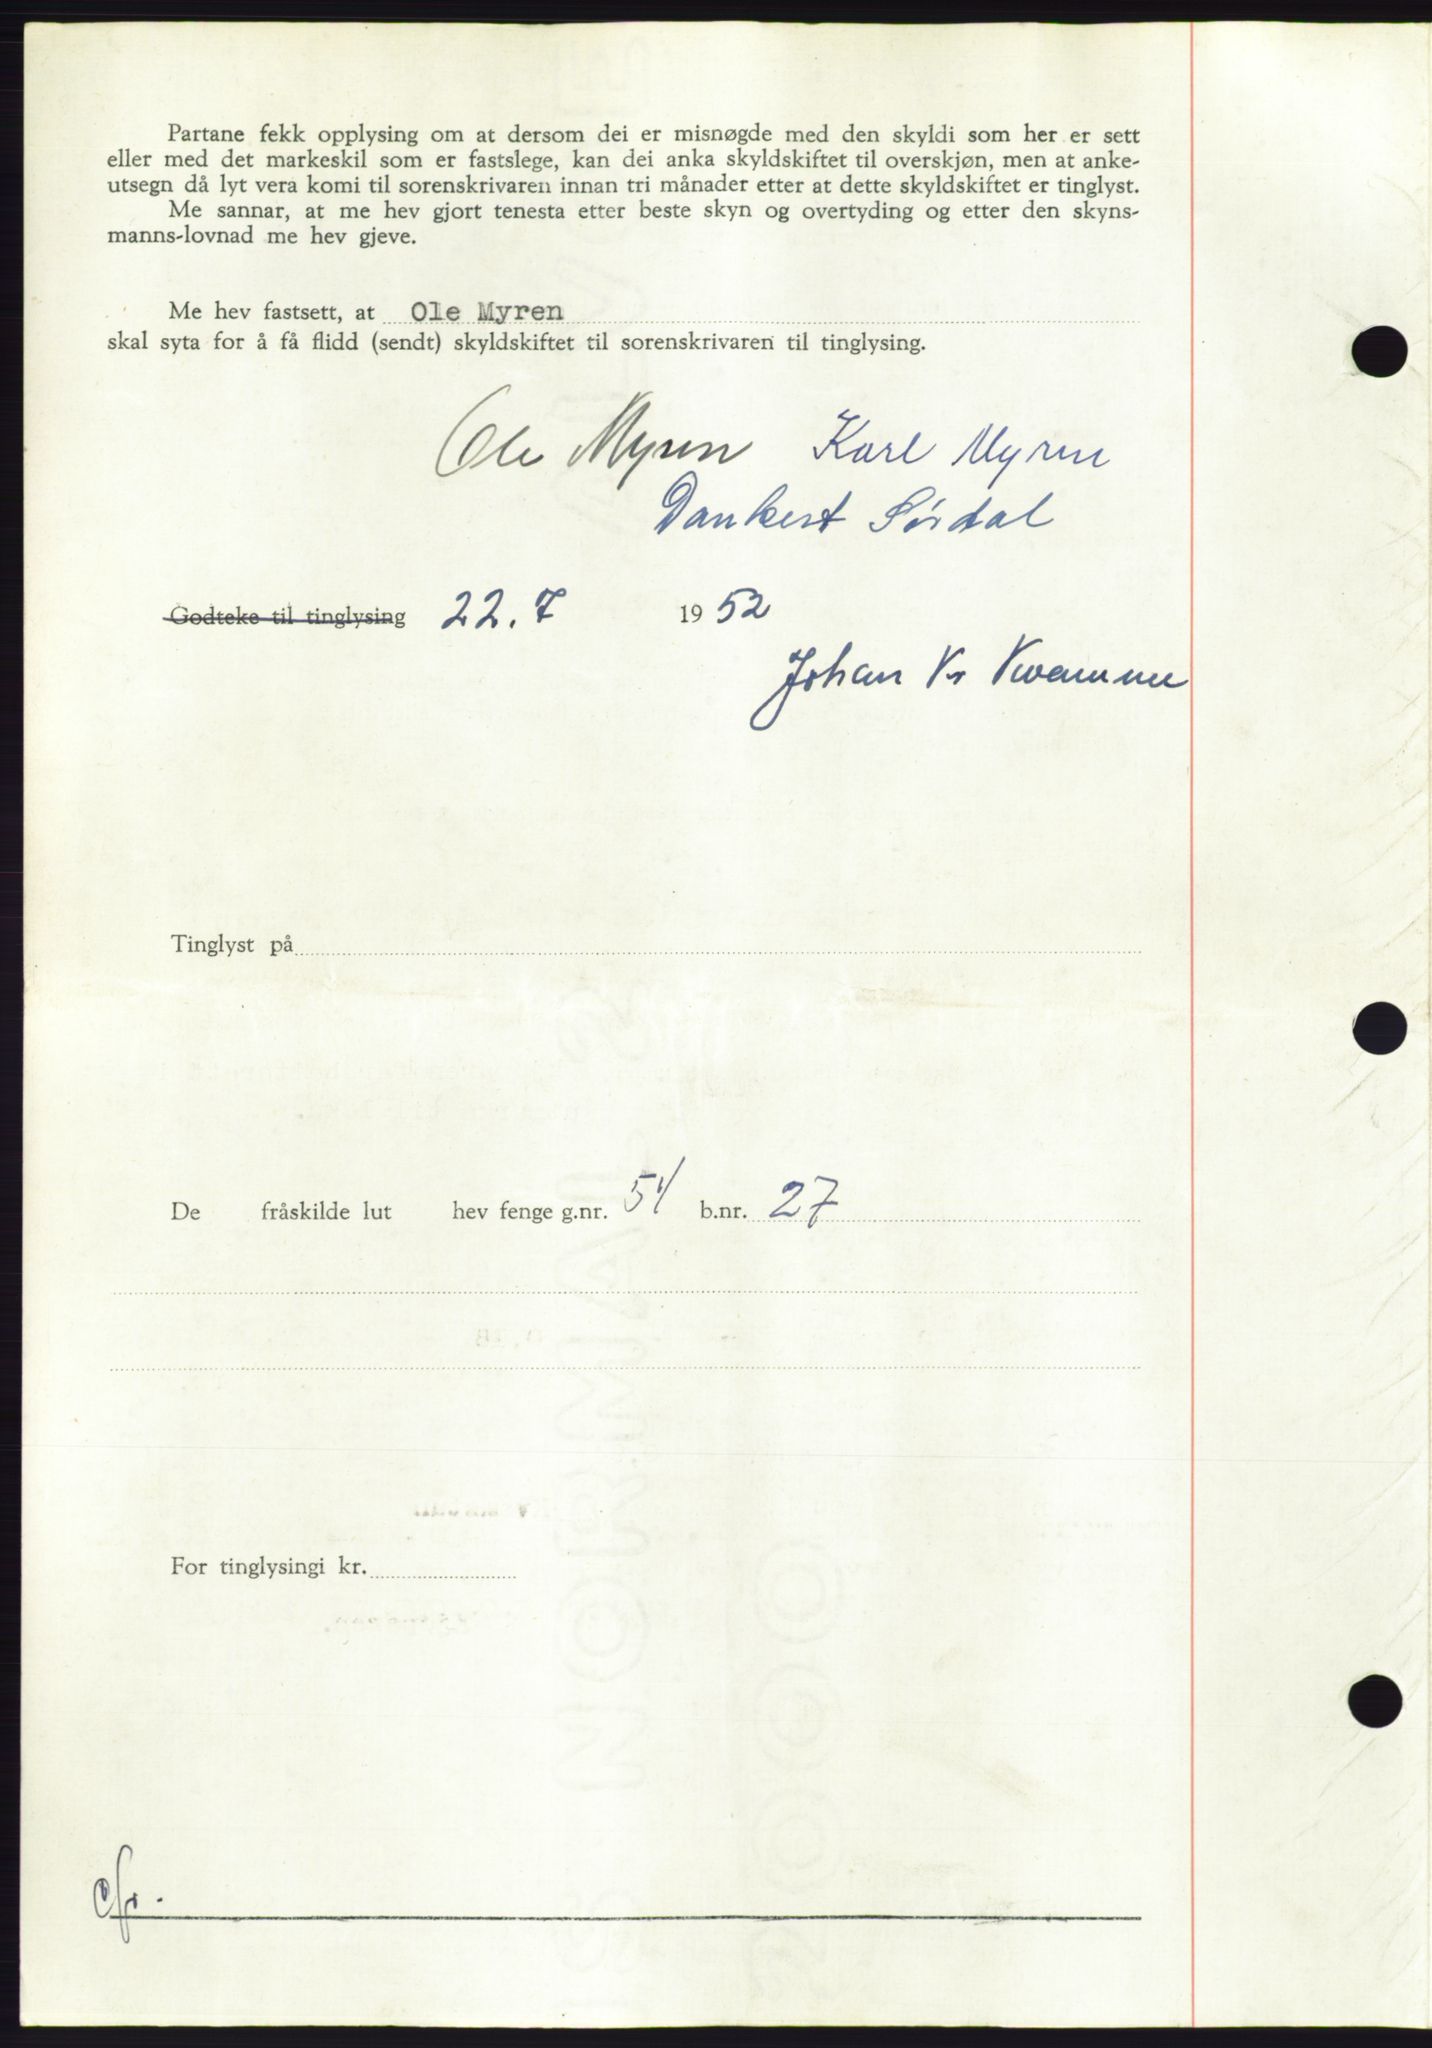 Partane fekk opplysing om at dersom dei er misnøgde med den skyldi som her er sett
eller med det markeskil som er fastslege, kan dei anka skyldskiftet til overskjøn, men at anke-
utsegn då lyt vera komi til sorenskrivaren innan tri månader etter at dette skyldskiftet er tinglyst.
Me sannar, at me hev gjort tenesta etter beste skyn og overtyding og etter den skyns-
manns-lovnad me hev gjeve.
Me hev fastsett, at Ole Myren
skal syta for å få flidd (sendt) skyldskiftet til sorenskrivaren til tinglysing.
Ole Myren Karl Myren
Dankert Sørdal
Godteke til tinglysing 22.7 1952
Johan Kr Kvamme
Tinglyst på
De fråskilde lut hev fenge g.nr. 51 b.nr. 27
For tinglysingi kr.